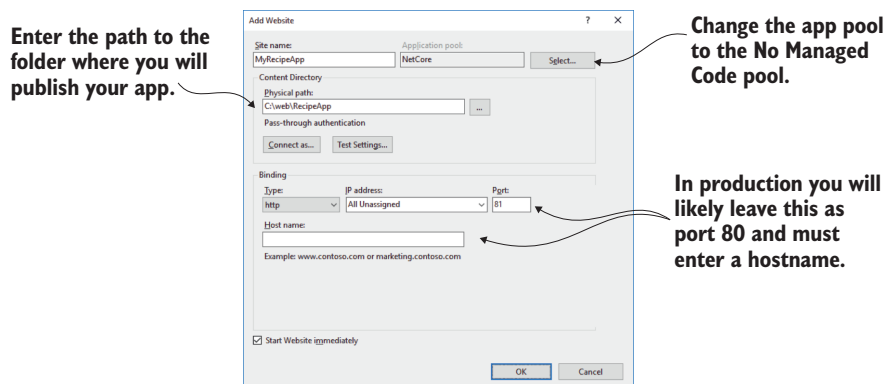 Add Website
? X
Enter the path to the
folder where you will
publish your app.
Site name:
Application pool:
MyRecipeApp
NetCore
Select...
Change the app pool
to the No Managed
Code pool.
Content Directory
Physical path:
C:\web\RecipeApp
...
Pass-through authentication
Connect as...
Test Settings...
Binding
Type:
IP address:
Port:
http
All Unassigned
81
In production you will
likely leave this as
port 80 and must
enter a hostname.
Host name:
Example: www.contoso.com or marketing.contoso.com
Start Website immediately
OK
Cancel